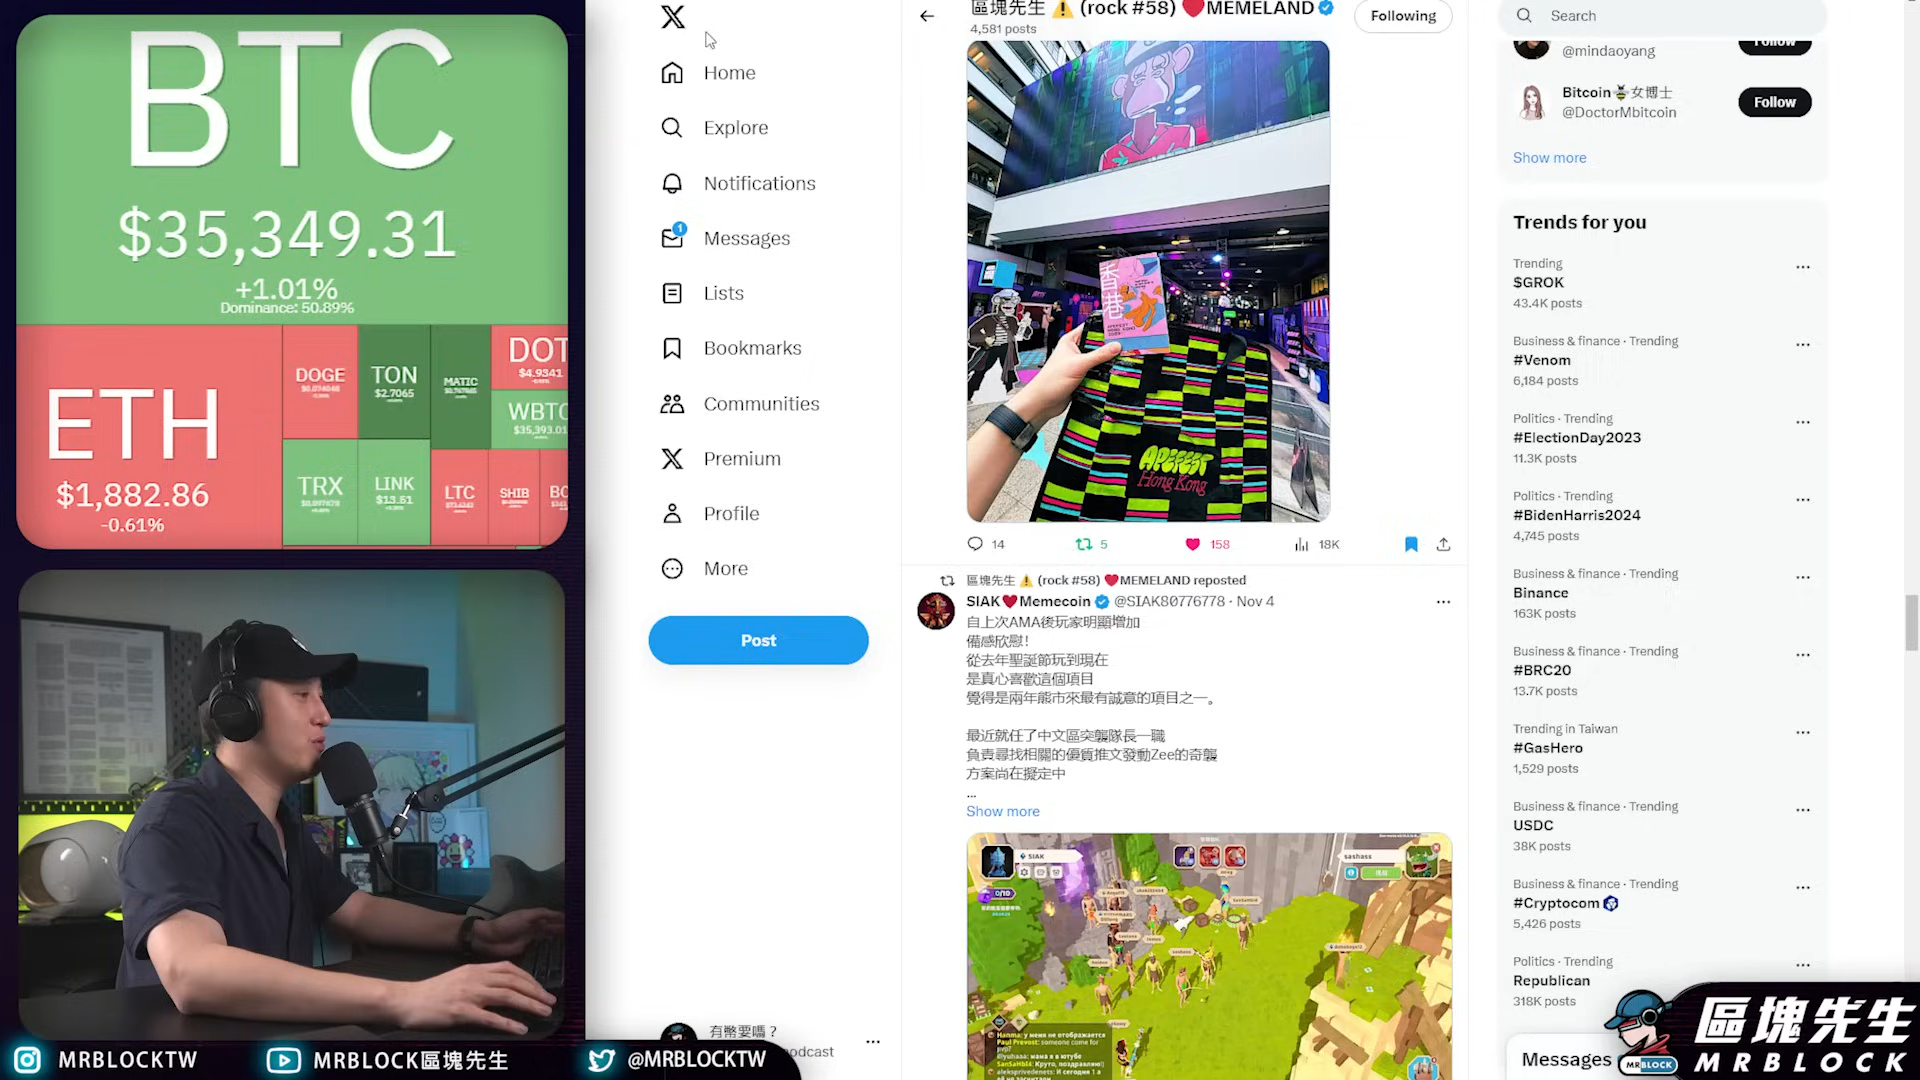 BTC
$35,349.31
+1.01%
Dominance: 50.89%
ETH
$1,882.86
-0.61%
DOGE
TON
$2.7065
MATIC
DOT
$4.9341
WBTC
$35,393.01
TRX
LINK
$13.51
LTC
SHIB
MRBLOCKTW
MRBLOCK區塊先生
@MRBLOCKTW
Home
Explore
Notifications
1
Messages
Lists
Bookmarks
Communities
Premium
Profile
More
Post
有幣要嗎？
podcast
區塊先生 ⚠️ (rock #58) ❤️MEMELAND
4,581 posts
Following
香港
APEFEST
HONG KONG
APEFEST
Hong Kong
14
5
158
18K
區塊先生 ⚠️ (rock #58) ❤️MEMELAND reposted
SIAK❤️Memecoin @SIAK80776778 · Nov 4
自上次AMA後玩家明顯增加
備感欣慰！
從去年聖誕節玩到現在
是真心喜歡這個項目
覺得是兩年熊市來最有誠意的項目之一。
最近就任了中文區突襲隊長一職
負責尋找相關的優質推文發動Zee的奇襲
方案尚在擬定中
...
Show more
SIAK
sashass
0/10
Search
@mindaoyang
Follow
Bitcoin🐝女博士
@DoctorMbitcoin
Follow
Show more
Trends for you
Trending
$GROK
43.4K posts
Business & finance · Trending
#Venom
6,184 posts
Politics · Trending
#ElectionDay2023
11.3K posts
Politics · Trending
#BidenHarris2024
4,745 posts
Business & finance · Trending
Binance
163K posts
Business & finance · Trending
#BRC20
13.7K posts
Trending in Taiwan
#GasHero
1,529 posts
Business & finance · Trending
USDC
38K posts
Business & finance · Trending
#Cryptocom
5,426 posts
Politics · Trending
Republican
318K posts
Messages
MRBLOCK
區塊先生
MRBLOCK